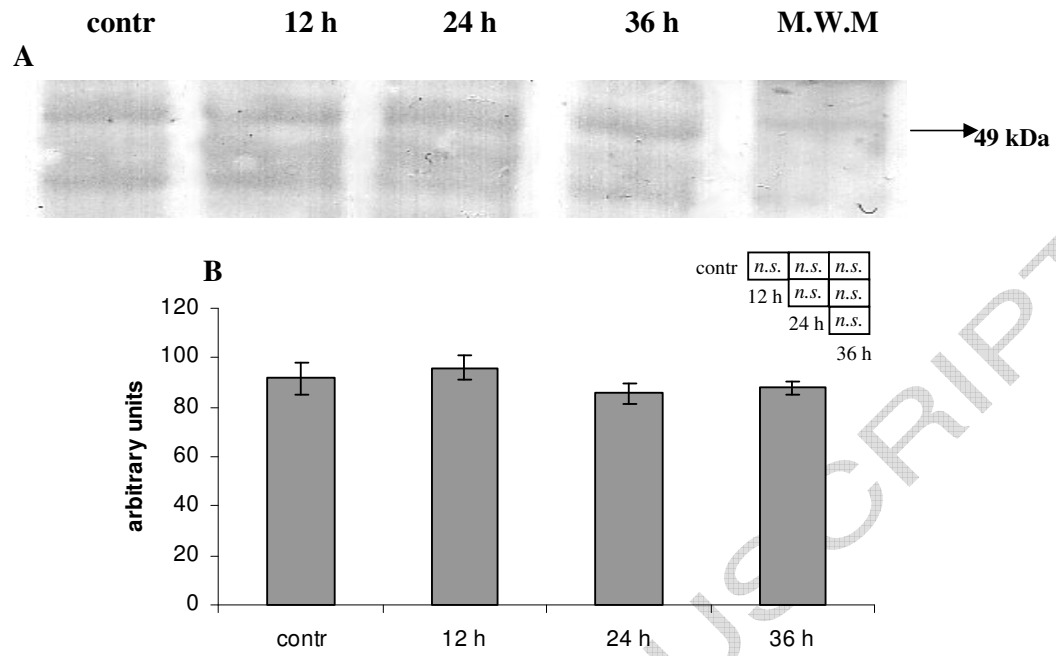 contr 12 h 24 h 36 h M.W.M
A
49 kDa
B
contr n.s. n.s. n.s.
12 h n.s. n.s.
24 h n.s.
36 h
120
100
80
60
40
20
0
arbitrary units
contr 12 h 24 h 36 h
USCRIPT